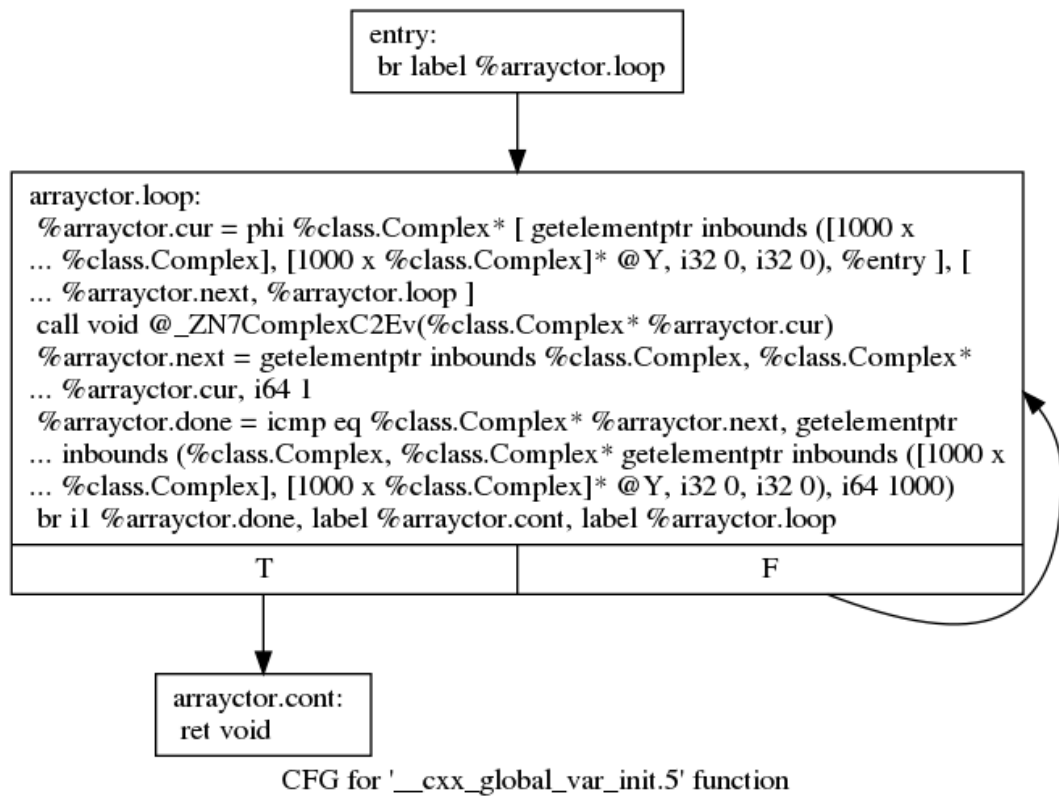 entry:
br label %arrayctor.loop
arrayctor.loop:
%arrayctor.cur = phi %class.Complex* [ getelementptr inbounds ([1000 x
... %class.Complex], [1000 x %class.Complex]* @Y, i32 0, i32 0), %entry ], [
... %arrayctor.next, %arrayctor.loop ]
call void @_ZN7ComplexC2Ev(%class.Complex* %arrayctor.cur)
%arrayctor.next = getelementptr inbounds %class.Complex, %class.Complex*
... %arrayctor.cur, i64 1
%arrayctor.done = icmp eq %class.Complex* %arrayctor.next, getelementptr
... inbounds (%class.Complex, %class.Complex* getelementptr inbounds ([1000 x
... %class.Complex], [1000 x %class.Complex]* @Y, i32 0, i32 0), i64 1000)
br i1 %arrayctor.done, label %arrayctor.cont, label %arrayctor.loop
T
F
arrayctor.cont:
ret void
CFG for '__cxx_global_var_init.5' function